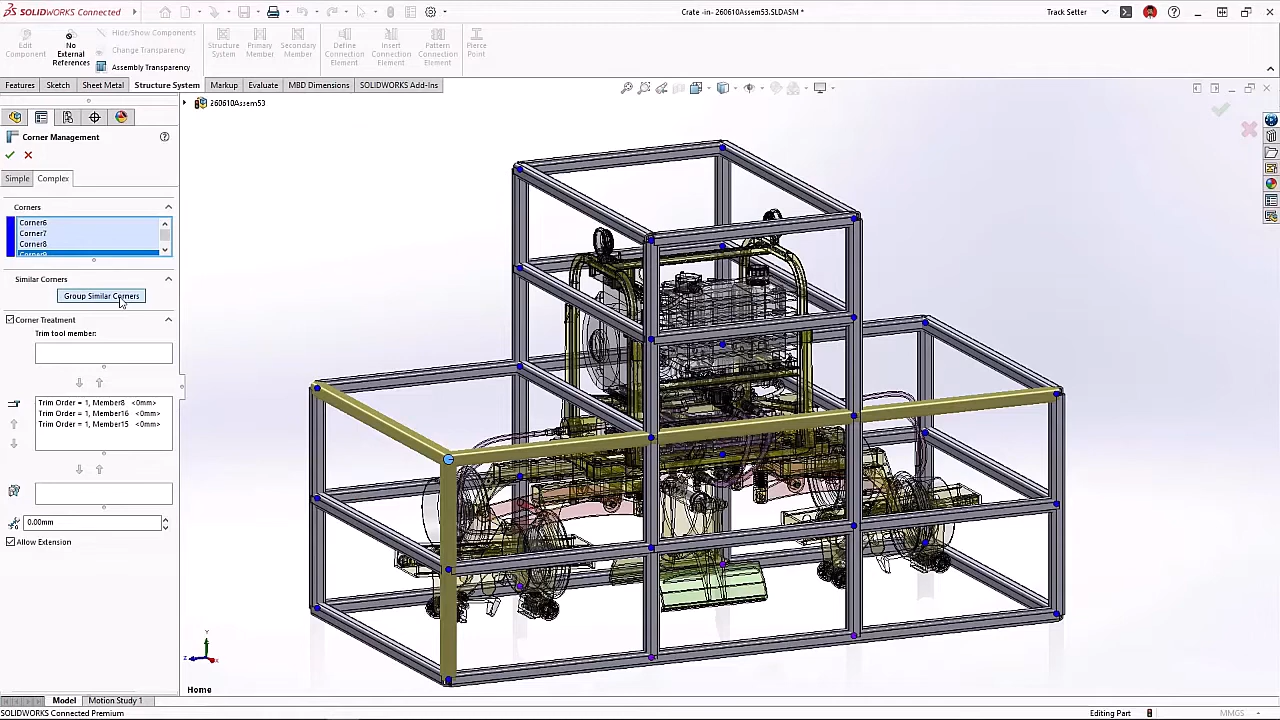 SOLIDWORKS Connected
Crate -in- 260610Assem53.SLDASM *
Track Setter
Edit Component
No External References
Hide/Show Components
Change Transparency
Assembly Transparency
Structure System
Primary Member
Secondary Member
Define Connection Element
Insert Connection Element
Pattern Connection Element
Pierce Point
Features
Sketch
Sheet Metal
Structure System
Markup
Evaluate
MBD Dimensions
SOLIDWORKS Add-Ins
260610Assem53
Corner Management
Simple
Complex
Corners
Corner6
Corner7
Corner8
Corner9
Similar Corners
Group Similar Corners
Corner Treatment
Trim tool member:
Trim Order = 1, Member8 <0mm>
Trim Order = 1, Member16 <0mm>
Trim Order = 1, Member15 <0mm>
0.00mm
Allow Extension
Y
Z
X
Home
Model
Motion Study 1
SOLIDWORKS Connected Premium
Editing Part
MMGS